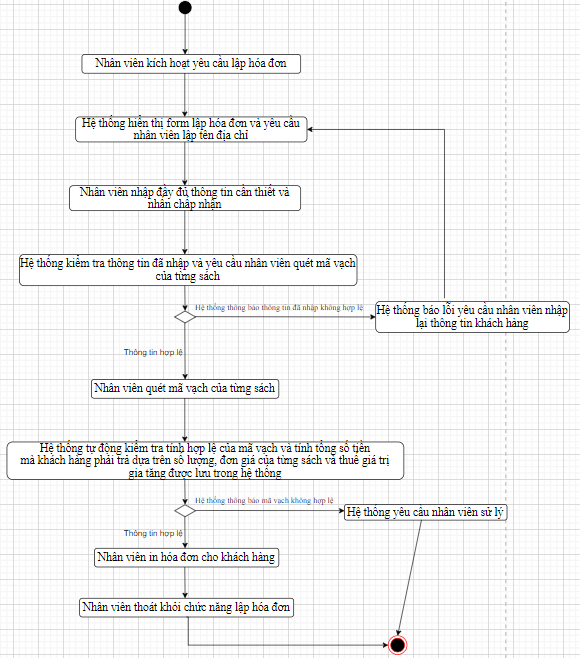 Nhân viên kích hoạt yêu cầu lập hóa đơn
Hệ thống hiển thị form lập hóa đơn và yêu cầu
nhân viên lập tên địa chỉ
Nhân viên nhập đầy đủ thông tin cần thiết và
nhấn chấp nhận
Hệ thống kiểm tra thông tin đã nhập và yêu cầu nhân viên quét mã vạch
của từng sách
Hệ thống thông báo thông tin đã nhập không hợp lệ
Hệ thống báo lỗi yêu cầu nhân viên nhập
lại thông tin khách hàng
Thông tin hợp lệ
Nhân viên quét mã vạch của từng sách
Hệ thống tự động kiểm tra tính hợp lệ của mã vạch và tính tổng số tiền
mà khách hàng phải trả dựa trên số lượng, đơn giá của từng sách và thuế giá trị
gia tăng được lưu trong hệ thống
Hệ thống thông báo mã vạch không hợp lệ
Hệ thống yêu cầu nhân viên sử lý
Thông tin hợp lệ
Nhân viên in hóa đơn cho khách hàng
Nhân viên thoát khỏi chức năng lập hóa đơn